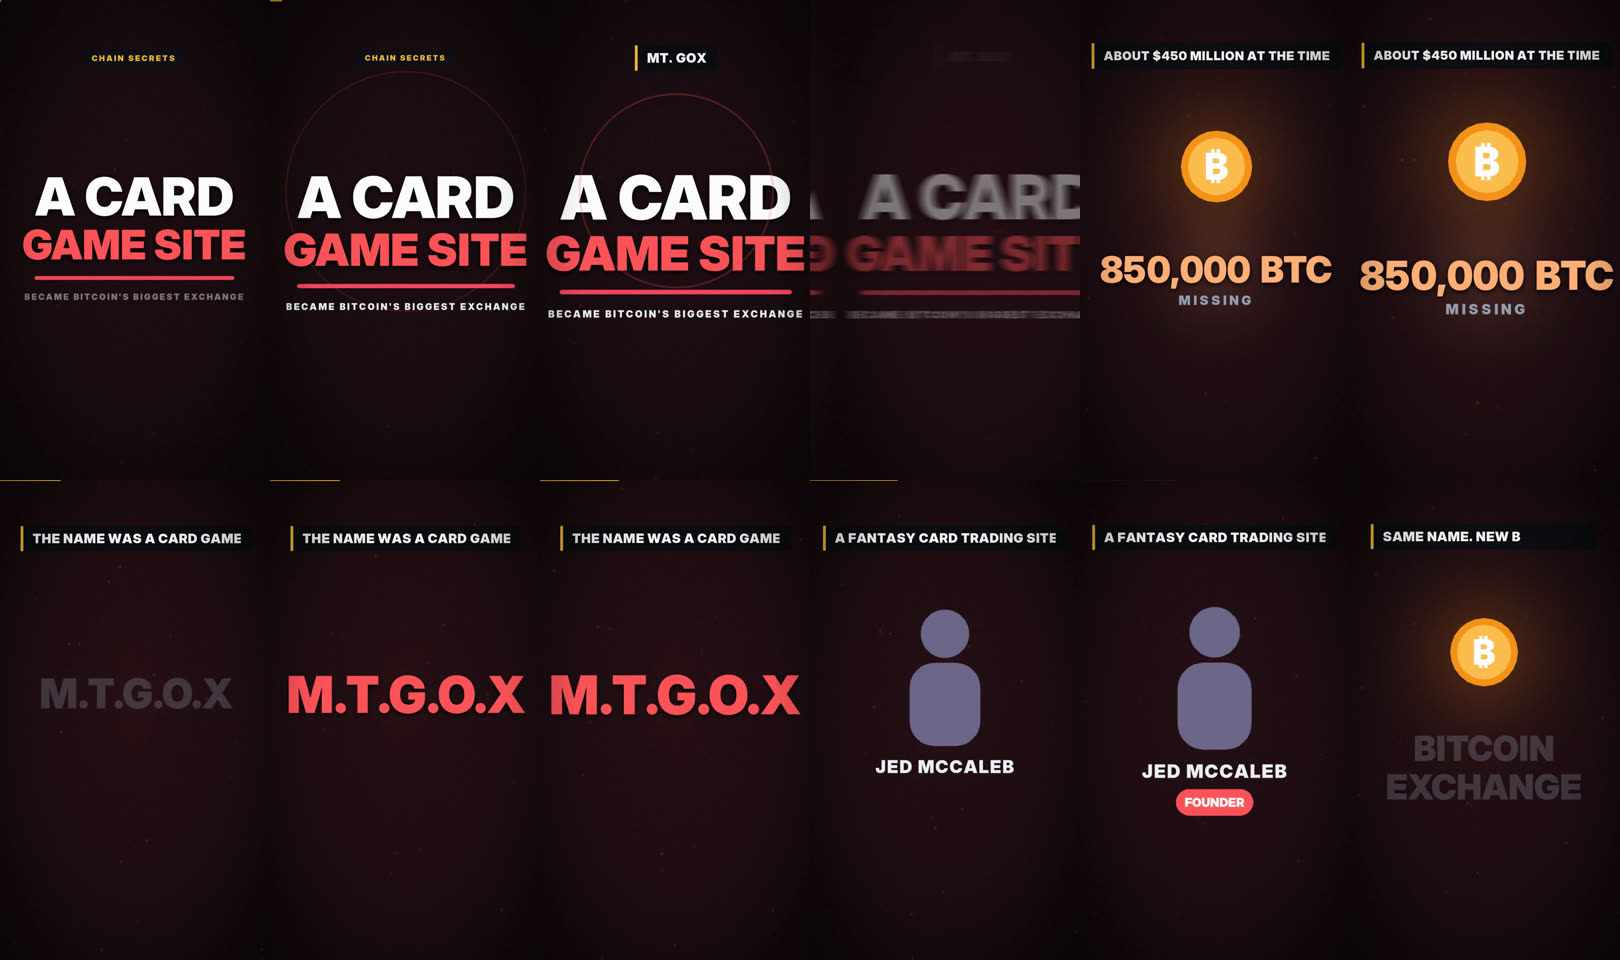 CHAIN SECRETS
A CARD
GAME SITE
BECAME BITCOIN'S BIGGEST EXCHANGE
CHAIN SECRETS
A CARD
GAME SITE
BECAME BITCOIN'S BIGGEST EXCHANGE
MT. GOX
A CARD
GAME SITE
BECAME BITCOIN'S BIGGEST EXCHANGE
A CARD
GAME SIT
ABOUT $450 MILLION AT THE TIME
850,000 BTC
MISSING
ABOUT $450 MILLION AT THE TIME
850,000 BTC
MISSING
THE NAME WAS A CARD GAME
M.T.G.O.X
THE NAME WAS A CARD GAME
M.T.G.O.X
THE NAME WAS A CARD GAME
M.T.G.O.X
A FANTASY CARD TRADING SITE
JED MCCALEB
A FANTASY CARD TRADING SITE
JED MCCALEB
FOUNDER
SAME NAME. NEW B
BITCOIN
EXCHANGE